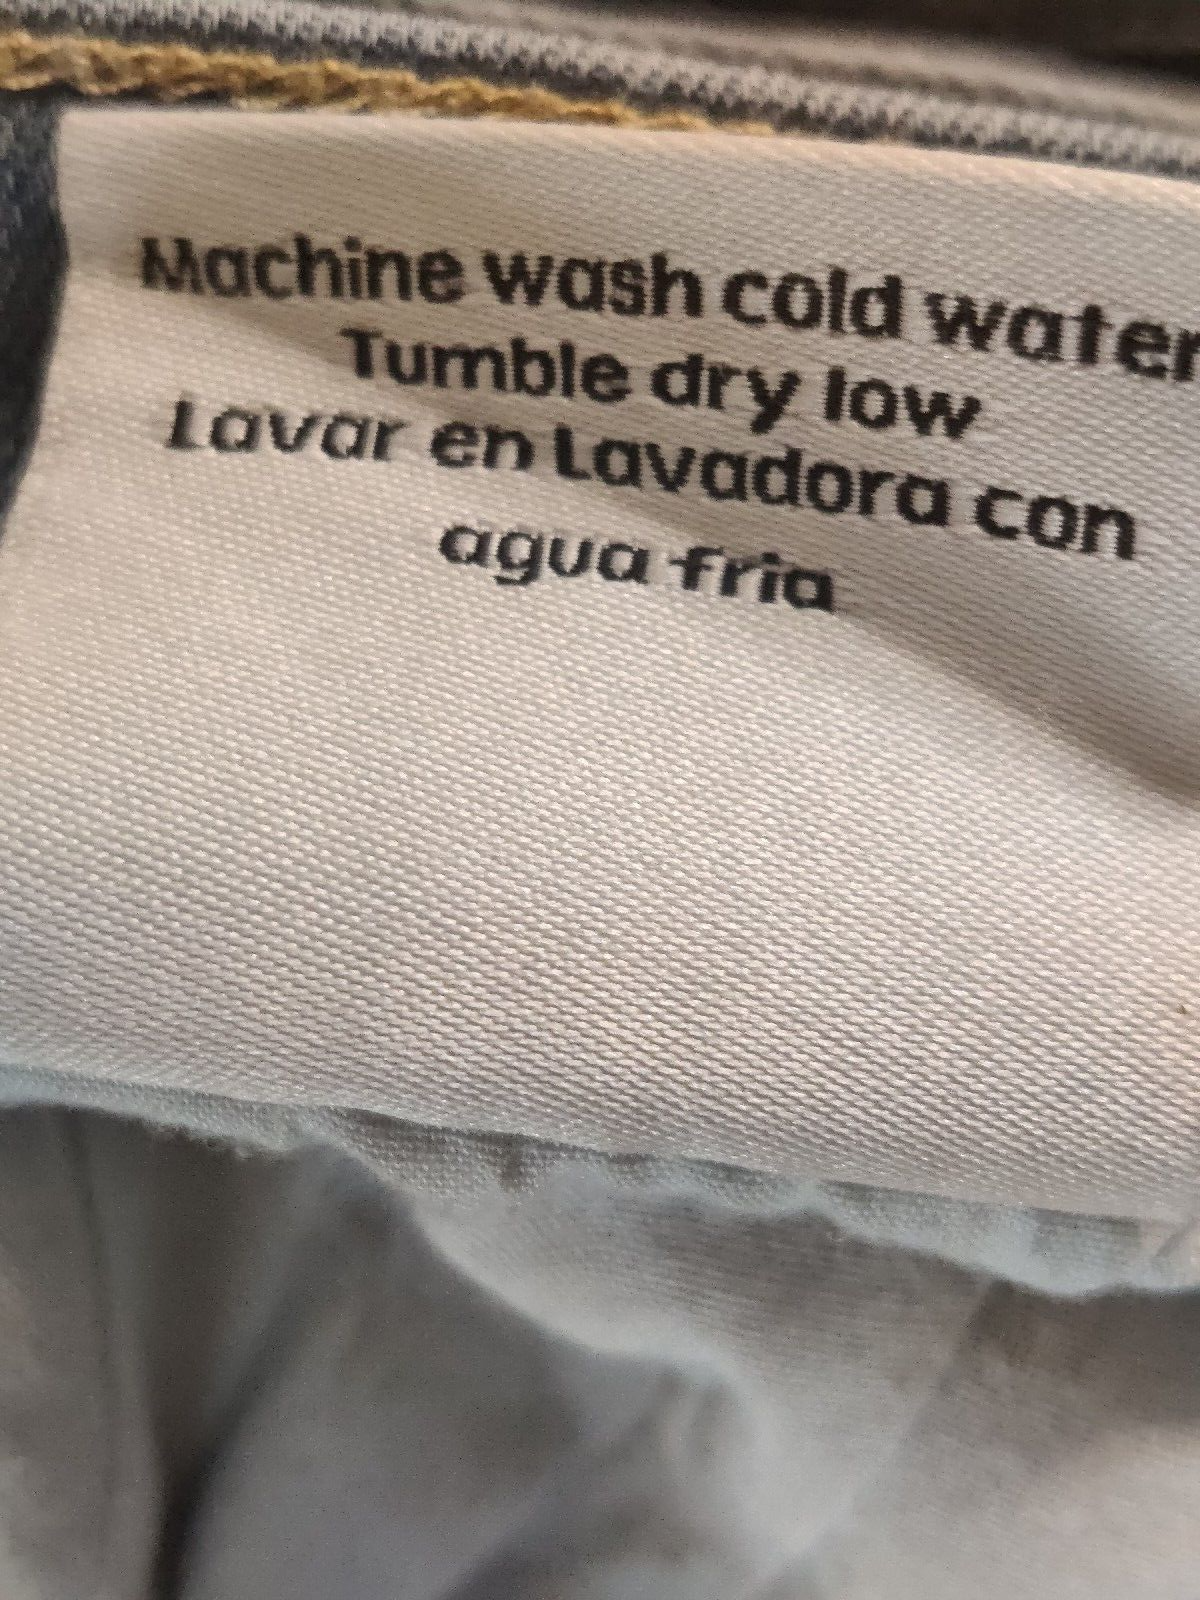 Machine wash cold water
Tumble dry low
Lavar en Lavadora con
agua fria